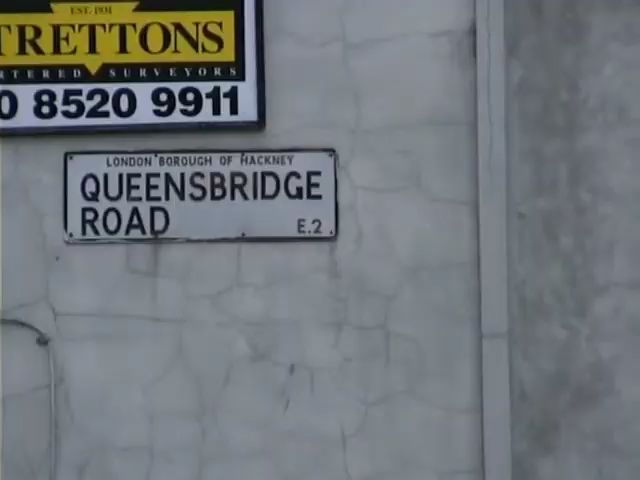 EST. 1931
TRETTONS
RTERED SURVEYORS
0 8520 9911
LONDON BOROUGH OF HACKNEY
QUEENSBRIDGE
ROAD E.2